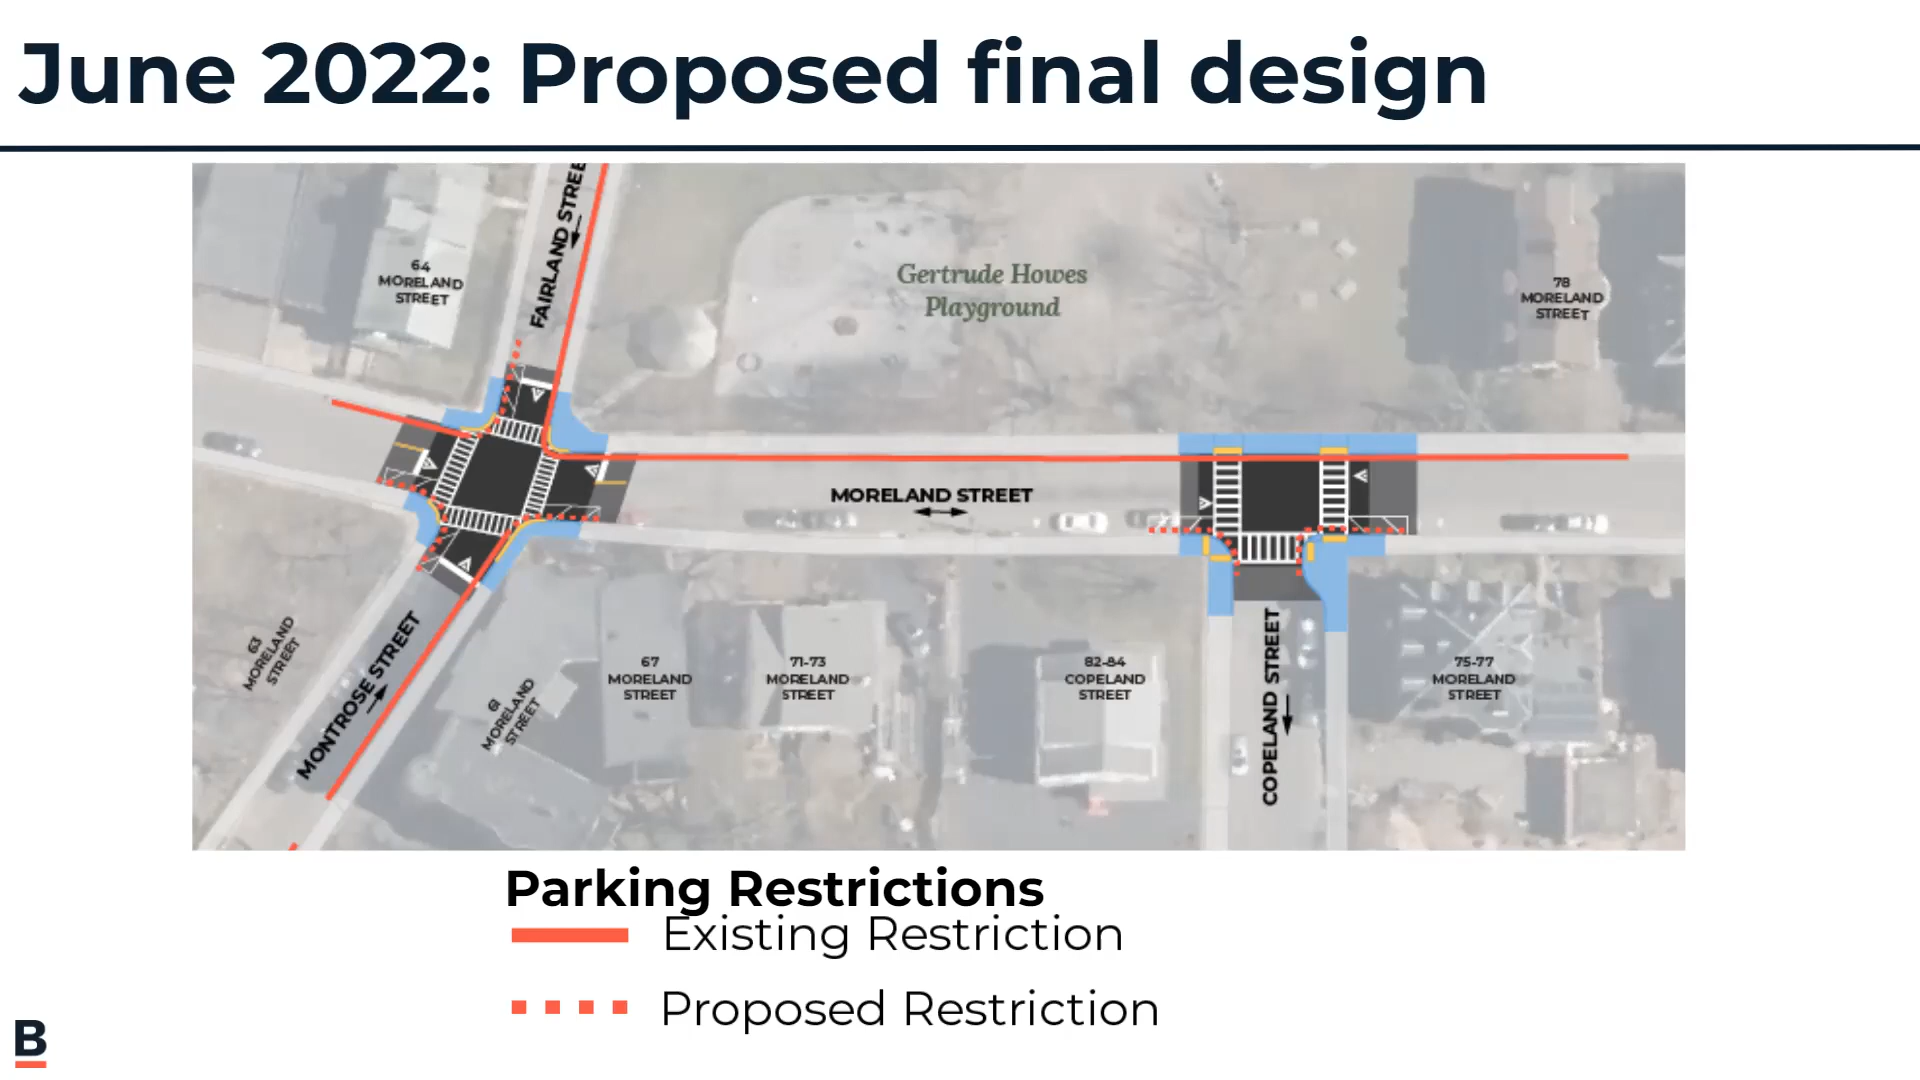 June 2022: Proposed final design
FAIRLAND STREE
64
MORELAND
STREET
Gertrude Howes
Playground
78
MORELAND
STREET
MORELAND STREET
63
MORELAND
STREET
MONTROSE STREET
61
MORELAND
STREET
67
MORELAND
STREET
71-73
MORELAND
STREET
82-84
COPELAND
STREET
COPELAND STREET
75-77
MORELAND
STREET
Parking Restrictions
Existing Restriction
Proposed Restriction
B